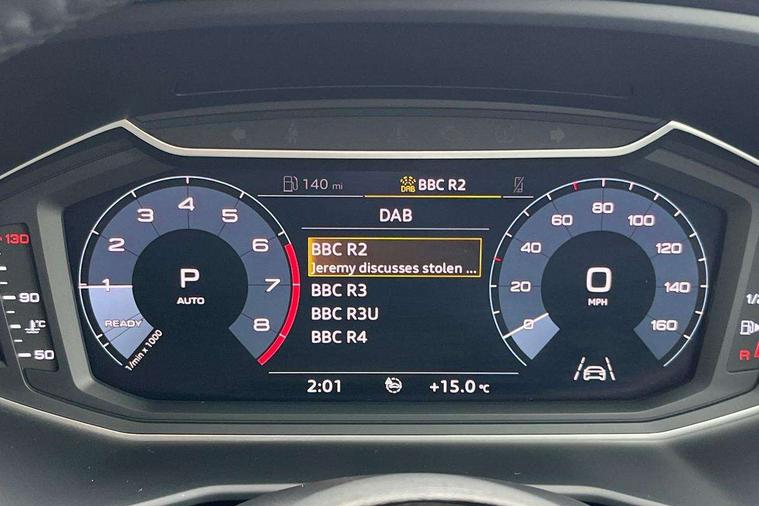 140 mi
DAB BBC R2
DAB
BBC R2
Jeremy discusses stolen ...
BBC R3
BBC R3U
BBC R4
2:01
+15.0 °C
1
2
3
4
5
6
7
8
P
AUTO
READY
1/min x 1000
0
20
40
60
80
100
120
140
160
0
MPH
130
90
°C
50
1/2
R